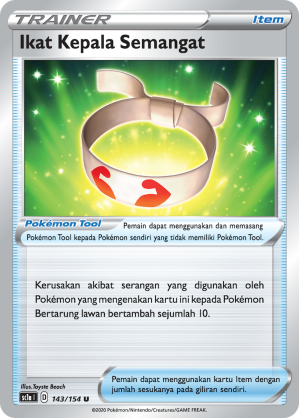 TRAINER
Item
Ikat Kepala Semangat
Pokémon Tool
Pemain dapat menggunakan dan memasang
Pokémon Tool kepada Pokémon sendiri yang tidak memiliki Pokémon Tool.
Kerusakan akibat serangan yang digunakan oleh
Pokémon yang mengenakan kartu ini kepada Pokémon
Bertarung lawan bertambah sejumlah 10.
Illus. Toyste Beach
sc1a I D 143/154 U
Pemain dapat menggunakan kartu Item dengan
jumlah sesukanya pada giliran sendiri.
©2020 Pokémon/Nintendo/Creatures/GAME FREAK.